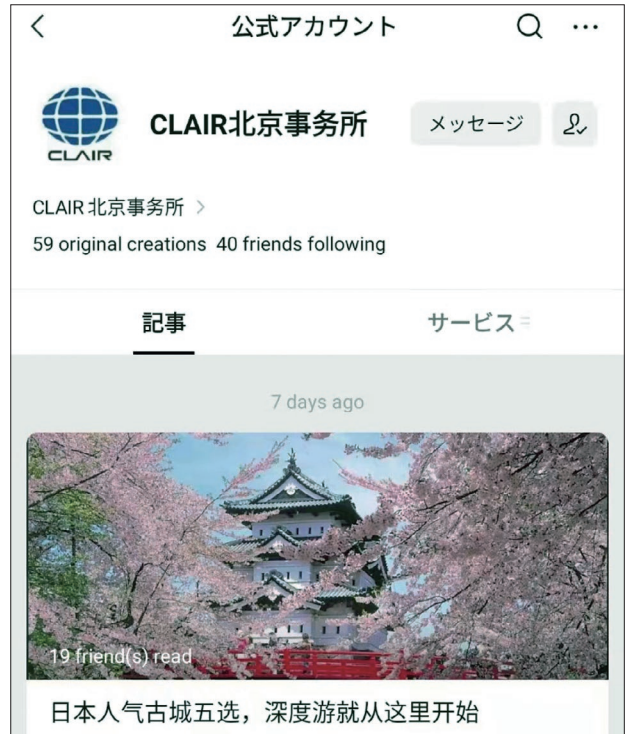 公式アカウント
CLAIR
CLAIR北京事务所
メッセージ
CLAIR 北京事务所
59 original creations 40 friends following
記事 サービス
7 days ago
19 friend(s) read
日本人气古城五选，深度游就从这里开始